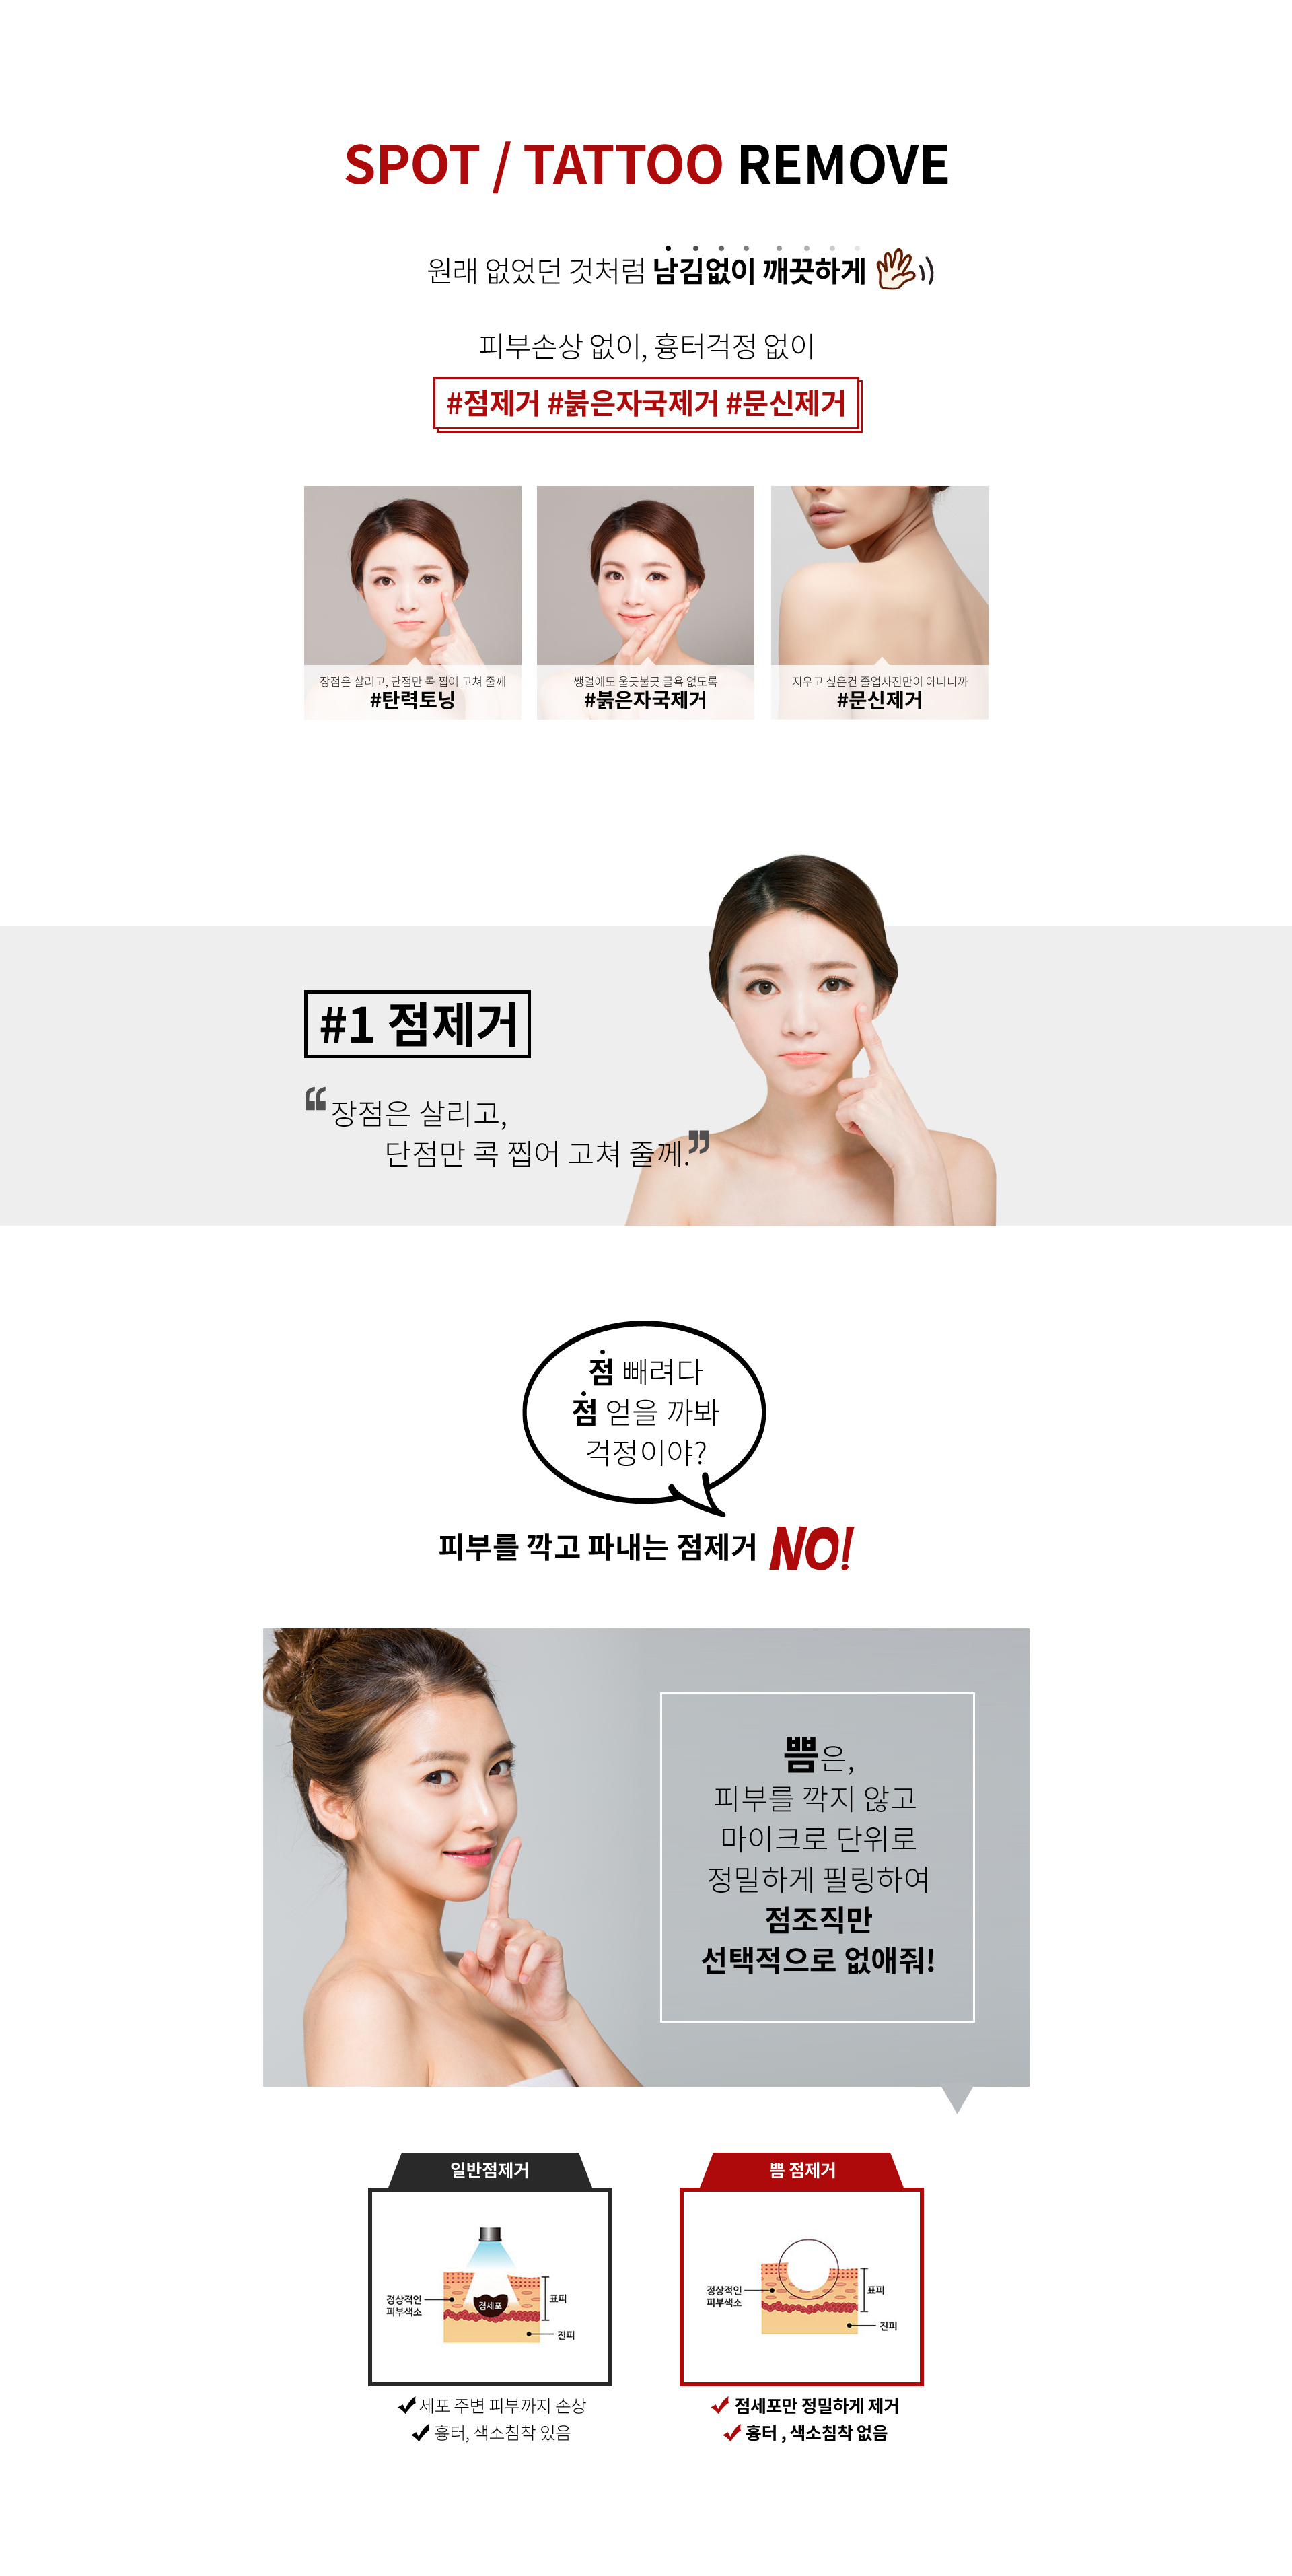 SPOT / TATTOO REMOVE
원래 없었던 것처럼 남김없이 깨끗하게
피부손상 없이, 흉터걱정 없이
#점제거 #붉은자국제거 #문신제거
장점은 살리고, 단점만 콕 찝어 고쳐 줄께
#탄력토닝
쌩얼에도 울긋불긋 굴욕 없도록
#붉은자국제거
지우고 싶은건 졸업사진만이 아니니까
#문신제거
#1 점제거
“장점은 살리고,
단점만 콕 찝어 고쳐 줄께.”
점 빼려다
점 얻을 까봐
걱정이야?
피부를 깍고 파내는 점제거 NO!
쁨은,
피부를 깍지 않고
마이크로 단위로
정밀하게 필링하여
점조직만
선택적으로 없애줘!
일반점제거
정상적인
피부색소
점세포
표피
진피
세포 주변 피부까지 손상
흉터, 색소침착 있음
쁨 점제거
정상적인
피부색소
표피
진피
점세포만 정밀하게 제거
흉터 , 색소침착 없음